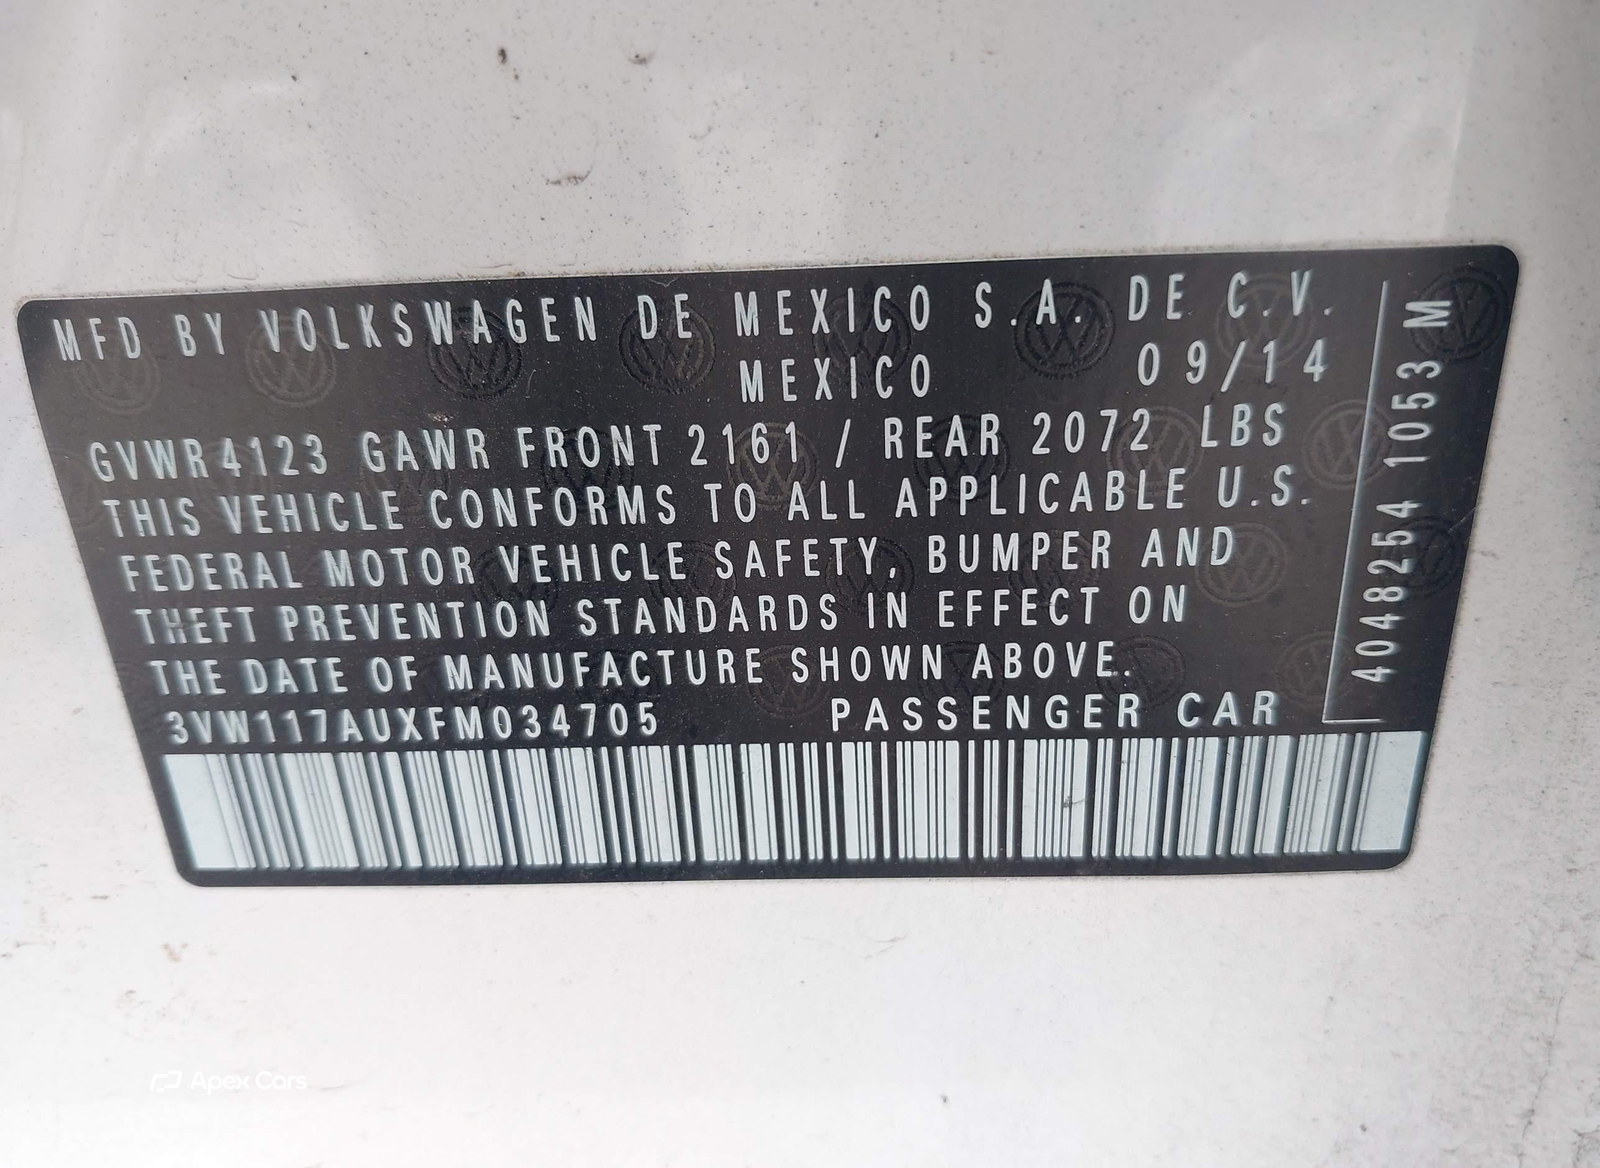 MFD BY VOLKSWAGEN DE MEXICO S.A. DE C.V.
MEXICO 09/14
GVWR 4123 GAWR FRONT 2161 / REAR 2072 LBS
THIS VEHICLE CONFORMS TO ALL APPLICABLE U.S.
FEDERAL MOTOR VEHICLE SAFETY, BUMPER AND
THEFT PREVENTION STANDARDS IN EFFECT ON
THE DATE OF MANUFACTURE SHOWN ABOVE.
3VW117AUXFM034705 PASSENGER CAR
4048254 1053 M
Apex Cars